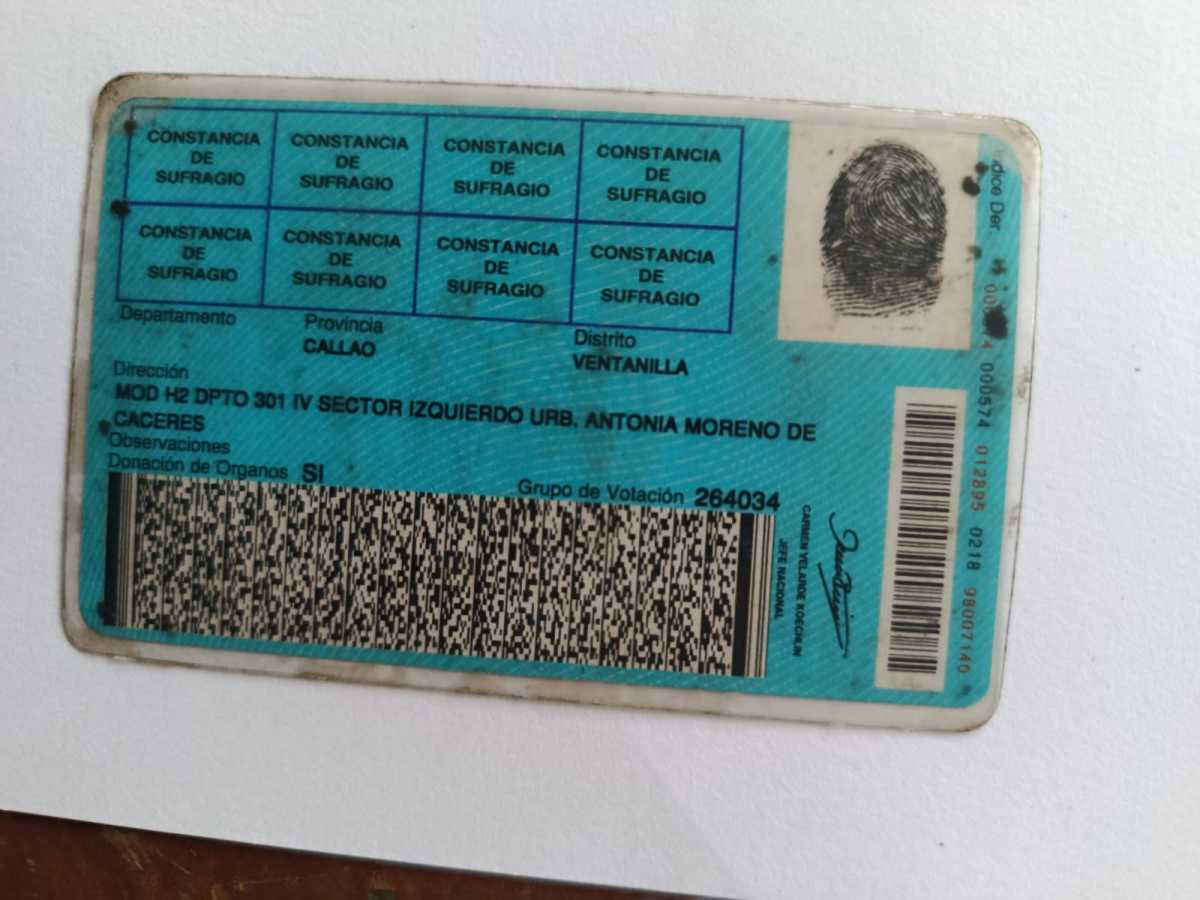 CONSTANCIA DE SUFRAGIO
CONSTANCIA DE SUFRAGIO
CONSTANCIA DE SUFRAGIO
CONSTANCIA DE SUFRAGIO
CONSTANCIA DE SUFRAGIO
CONSTANCIA DE SUFRAGIO
CONSTANCIA DE SUFRAGIO
CONSTANCIA DE SUFRAGIO
Departamento Provincia Distrito
CALLAO VENTANILLA
Dirección
MOD H2 DPTO 301 IV SECTOR IZQUIERDO URB. ANTONIA MORENO DE
CACERES
Observaciones
Donación de Organos SI
Grupo de Votación 264034
CARMEN VELARDE KOECHLIN
JEFE NACIONAL
Der
000574 012895 0218 98007140